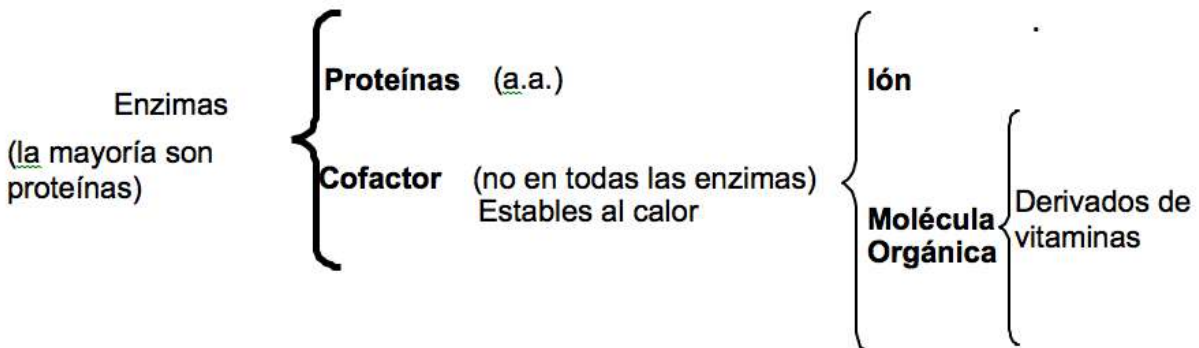 Enzimas
(la mayoría son
proteínas)
Proteínas (a.a.)
Cofactor (no en todas las enzimas)
Estables al calor
Ión
Molécula
Orgánica
Derivados de
vitaminas